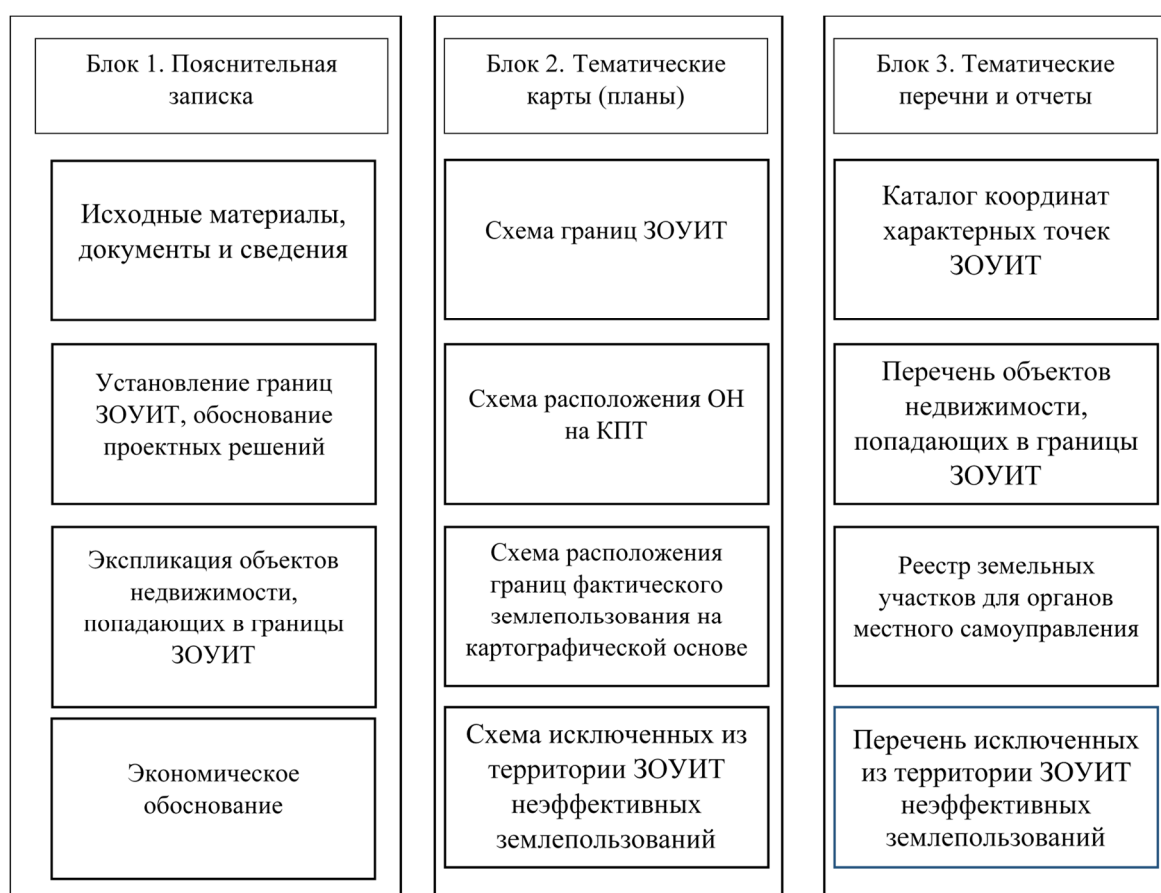 Блок 1. Пояснительная
записка
Исходные материалы,
документы и сведения
Установление границ
ЗОУИТ, обоснование
проектных решений
Экспликация объектов
недвижимости,
попадающих в границы
ЗОУИТ
Экономическое
обоснование
Блок 2. Тематические
карты (планы)
Схема границ ЗОУИТ
Схема расположения ОН
на КПТ
Схема расположения
границ фактического
землепользования на
картографической основе
Схема исключенных из
территории ЗОУИТ
неэффективных
землепользований
Блок 3. Тематические
перечни и отчеты
Каталог координат
характерных точек
ЗОУИТ
Перечень объектов
недвижимости,
попадающих в границы
ЗОУИТ
Реестр земельных
участков для органов
местного самоуправления
Перечень исключенных
из территории ЗОУИТ
неэффективных
землепользований